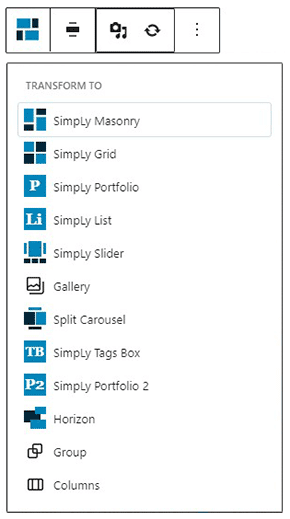 TRANSFORM TO
SimpLy Masonry
SimpLy Grid
P SimpLy Portfolio
Li SimpLy List
SimpLy Slider
Gallery
Split Carousel
TB SimpLy Tags Box
P2 SimpLy Portfolio 2
Horizon
Group
Columns